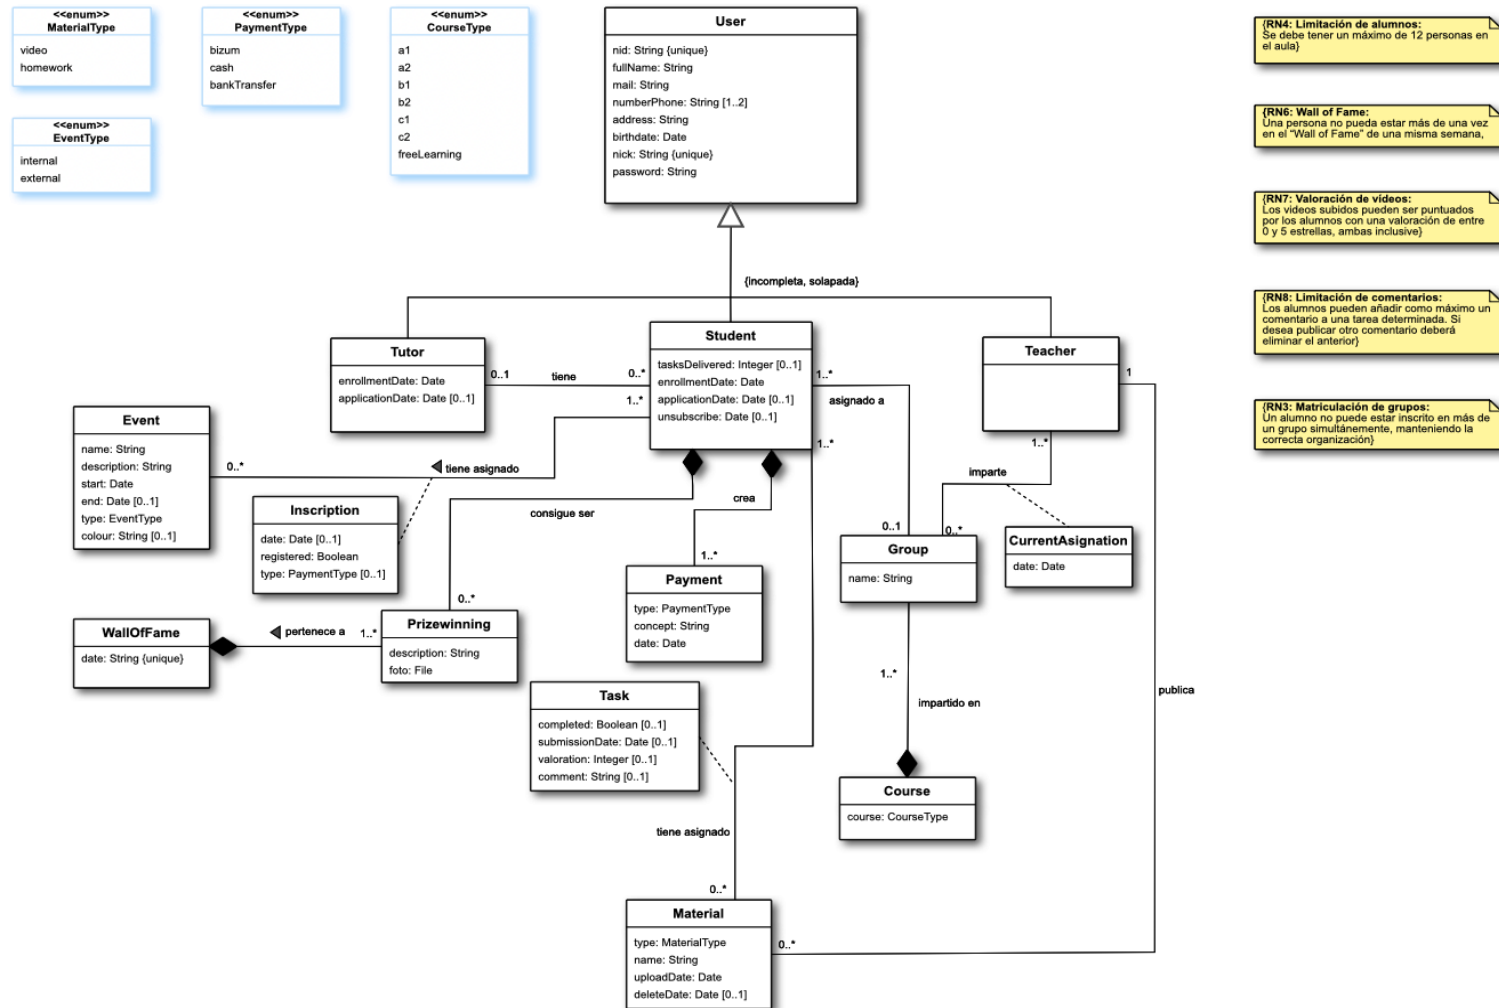 <<enum>>
MaterialType
video
homework
<<enum>>
PaymentType
bizum
cash
bankTransfer
<<enum>>
CourseType
a1
a2
b1
b2
c1
c2
freeLearning
<<enum>>
EventType
internal
external
User
nid: String {unique}
fullName: String
mail: String
numberPhone: String [1..2]
address: String
birthdate: Date
nick: String {unique}
password: String
{RN4: Limitación de alumnos:
Se debe tener un máximo de 12 personas en
el aula}
{RN6: Wall of Fame:
Una persona no pueda estar más de una vez
en el “Wall of Fame” de una misma semana,
{RN7: Valoración de vídeos:
Los videos subidos pueden ser puntuados
por los alumnos con una valoración de entre
0 y 5 estrellas, ambas inclusive}
{RN8: Limitación de comentarios:
Los alumnos pueden añadir como máximo un
comentario a una tarea determinada. Si
desea publicar otro comentario deberá
eliminar el anterior}
{RN3: Matriculación de grupos:
Un alumno no puede estar inscrito en más de
un grupo simultánemente, manteniendo la
correcta organización}
{incompleta, solapada}
Tutor
enrollmentDate: Date
applicationDate: Date [0..1]
0..1
tiene
0..*
1..*
Student
tasksDelivered: Integer [0..1]
enrollmentDate: Date
applicationDate: Date [0..1]
unsubscribe: Date [0..1]
1..*
asignado a
1..*
Teacher
1
1..*
Event
name: String
description: String
start: Date
end: Date [0..1]
type: EventType
colour: String [0..1]
0..*
tiene asignado
Inscription
date: Date [0..1]
registered: Boolean
type: PaymentType [0..1]
consigue ser
crea
imparte
0..1
0..*
1..*
Group
name: String
CurrentAsignation
date: Date
Payment
type: PaymentType
concept: String
date: Date
0..*
WallOfFame
date: String {unique}
pertenece a
1..*
Prizewinning
description: String
foto: File
Task
completed: Boolean [0..1]
submissionDate: Date [0..1]
valoration: Integer [0..1]
comment: String [0..1]
1..*
impartido en
publica
Course
course: CourseType
tiene asignado
0..*
Material
type: MaterialType
name: String
uploadDate: Date
deleteDate: Date [0..1]
0..*